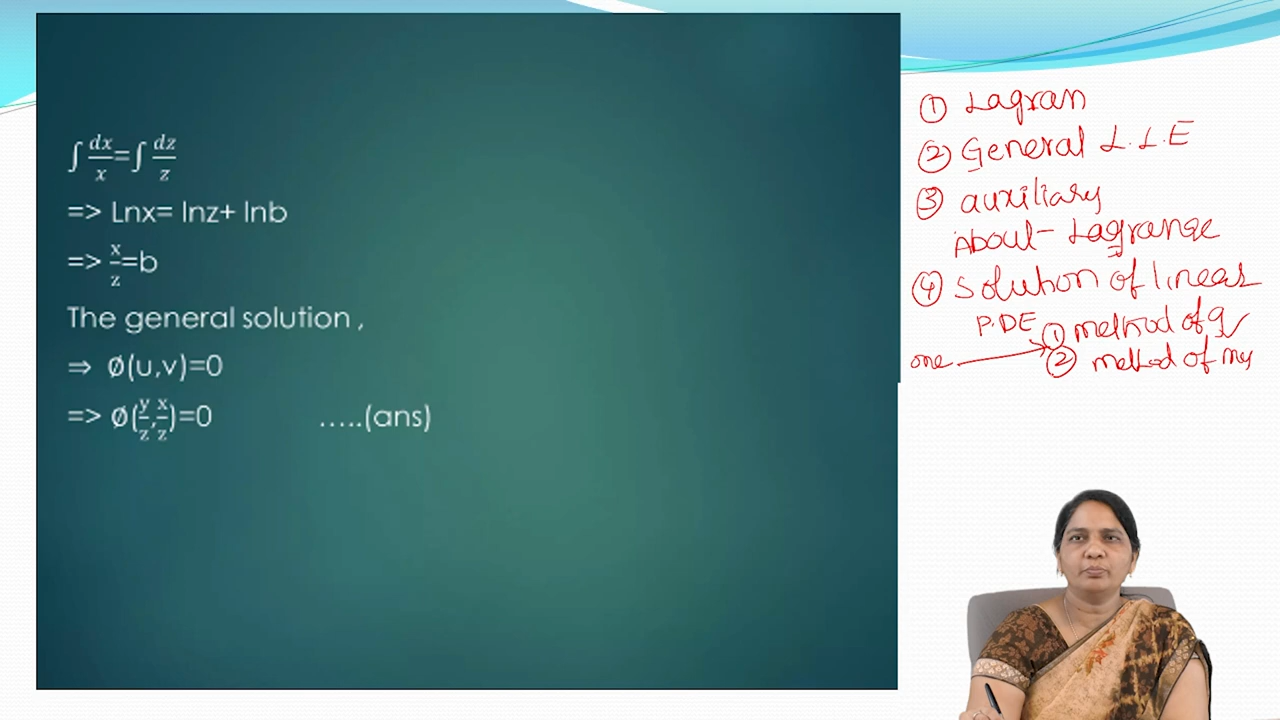 ∫ dx/x = ∫ dz/z
=> Lnx= lnz+ lnb
=> x/z=b
The general solution ,
⇒ ∅(u,v)=0
=> ∅(y/z,x/z)=0 …..(ans)
① Lagran
② General L.L.E
③ auxiliary
About- Lagrange
④ Solution of linear
P.DE ① method of g
one → ② method of my